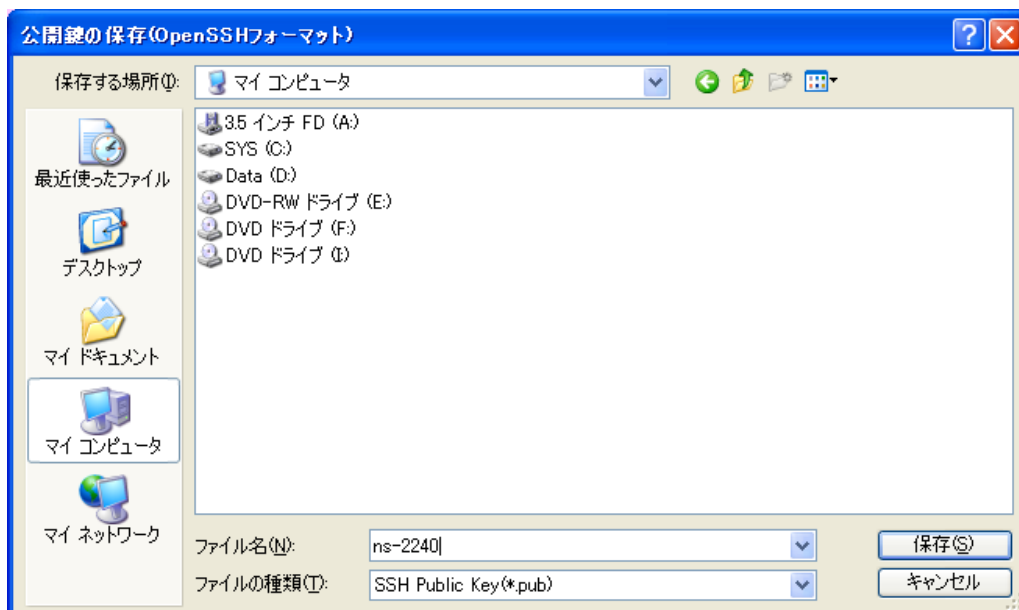 公開鍵の保存(OpenSSHフォーマット)
保存する場所(I):
マイ コンピュータ
最近使ったファイル
デスクトップ
マイ ドキュメント
マイ コンピュータ
マイ ネットワーク
3.5 インチ FD (A:)
SYS (C:)
Data (D:)
DVD-RW ドライブ (E:)
DVD ドライブ (F:)
DVD ドライブ (I:)
ファイル名(N):
ns-2240
保存(S)
ファイルの種類(T):
SSH Public Key(*.pub)
キャンセル